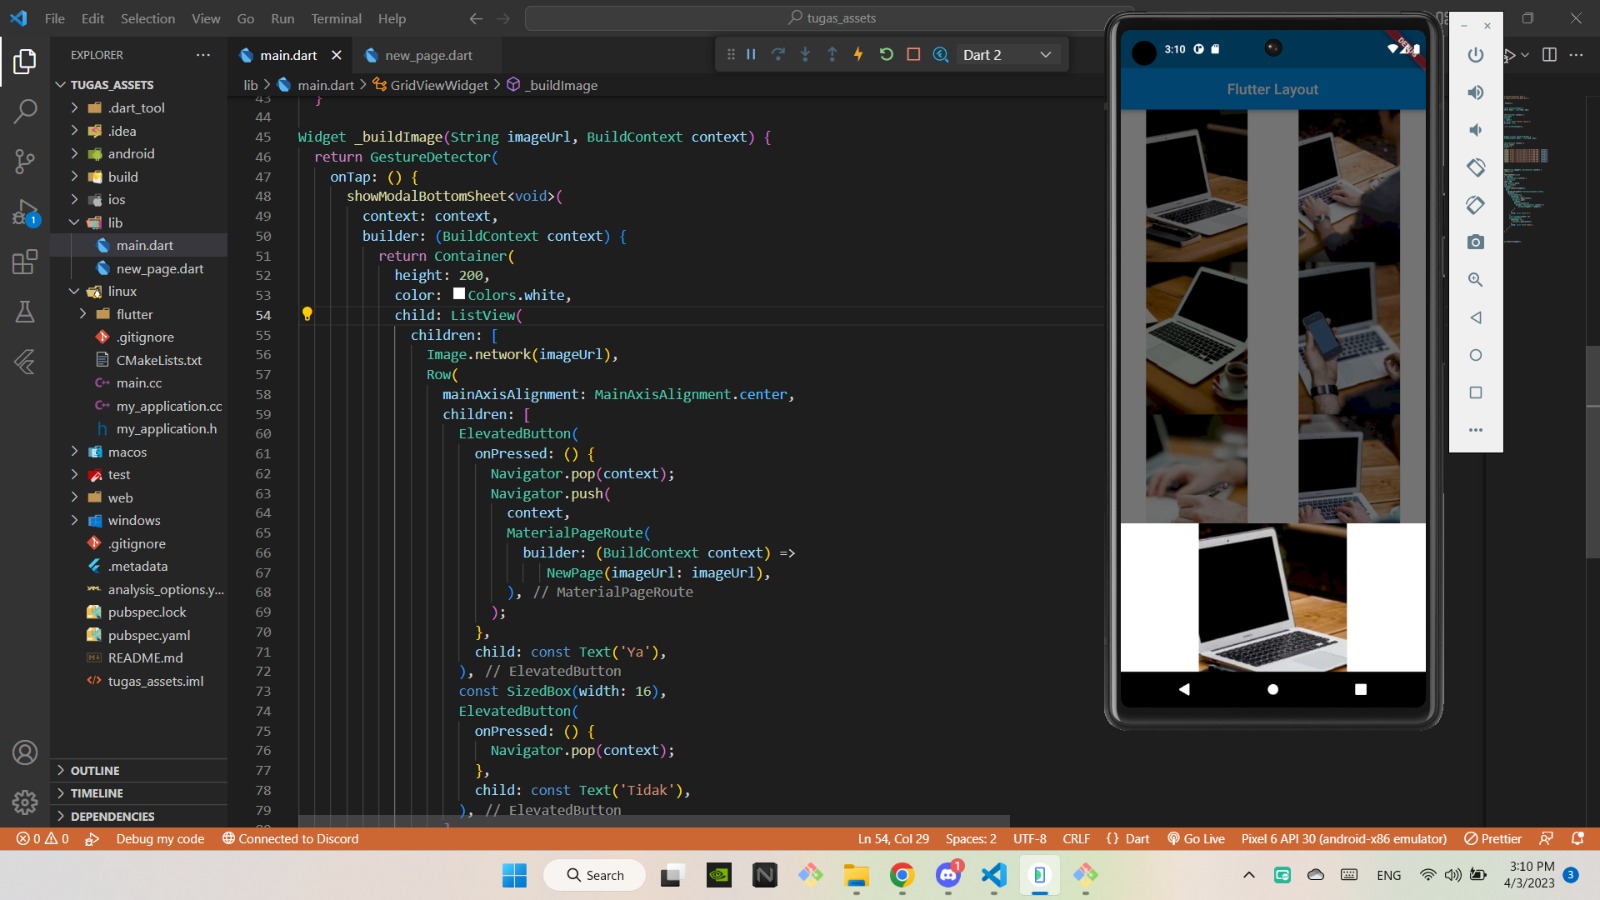 File Edit Selection View Go Run Terminal Help
tugas_assets
EXPLORER
TUGAS_ASSETS
.dart_tool
.idea
android
build
ios
lib
main.dart
new_page.dart
linux
flutter
.gitignore
CMakeLists.txt
main.cc
my_application.cc
my_application.h
macos
test
web
windows
.gitignore
.metadata
analysis_options.y...
pubspec.lock
pubspec.yaml
README.md
tugas_assets.iml
OUTLINE
TIMELINE
DEPENDENCIES
1
main.dart
new_page.dart
Dart 2
lib > main.dart > GridViewWidget > _buildImage
43 }
44
45 Widget _buildImage(String imageUrl, BuildContext context) {
46 return GestureDetector(
47 onTap: () {
48 showModalBottomSheet<void>(
49 context: context,
50 builder: (BuildContext context) {
51 return Container(
52 height: 200,
53 color: Colors.white,
54 child: ListView(
55 children: [
56 Image.network(imageUrl),
57 Row(
58 mainAxisAlignment: MainAxisAlignment.center,
59 children: [
60 ElevatedButton(
61 onPressed: () {
62 Navigator.pop(context);
63 Navigator.push(
64 context,
65 MaterialPageRoute(
66 builder: (BuildContext context) =>
67 NewPage(imageUrl: imageUrl),
68 ), // MaterialPageRoute
69 );
70 },
71 child: const Text('Ya'),
72 ), // ElevatedButton
73 const SizedBox(width: 16),
74 ElevatedButton(
75 onPressed: () {
76 Navigator.pop(context);
77 },
78 child: const Text('Tidak'),
79 ), // ElevatedButton
3:10
DEBUG
Flutter Layout
0 0 Debug my code Connected to Discord
Ln 54, Col 29 Spaces: 2 UTF-8 CRLF {} Dart Go Live Pixel 6 API 30 (android-x86 emulator) Prettier
Search
1
ENG
3:10 PM
4/3/2023
3